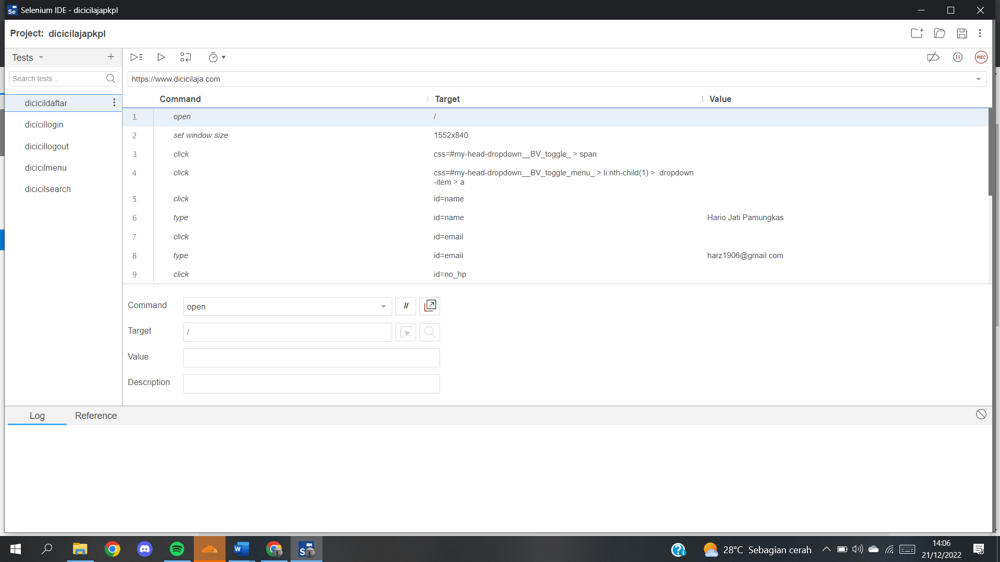 Selenium IDE - dicicilajapkpl
Project: dicicilajapkpl
Tests
Search tests...
dicicildaftar
dicicillogin
dicicillogout
dicicilmenu
dicicilsearch
REC
https://www.dicicilaja.com
Command Target Value
1 open /
2 set window size 1552x840
3 click css=#my-head-dropdown__BV_toggle_ > span
4 click css=#my-head-dropdown__BV_toggle_menu_ > li:nth-child(1) > .dropdown
-item > a
5 click id=name
6 type id=name Hario Jati Pamungkas
7 click id=email
8 type id=email harz1906@gmail.com
9 click id=no_hp
Command open //
Target /
Value
Description
Log Reference
28°C Sebagian cerah
14:06
21/12/2022